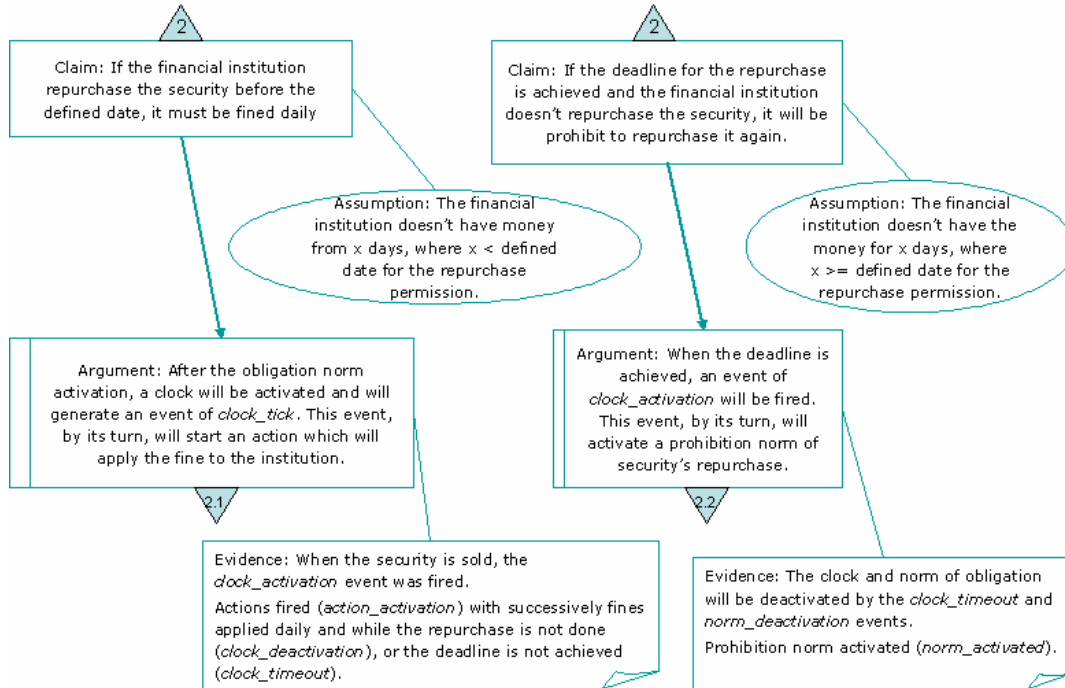 2
Claim: If the financial institution
repurchase the security before the
defined date, it must be fined daily
Assumption: The financial
institution doesn't have money
from x days, where x < defined
date for the repurchase
permission.
Argument: After the obligation norm
activation, a clock will be activated and will
generate an event of clock_tick. This event,
by its turn, will start an action which will
apply the fine to the institution.
2.1
Evidence: When the security is sold, the
clock_activation event was fired.
Actions fired (action_activation) with successively fines
applied daily and while the repurchase is not done
(clock_deactivation), or the deadline is not achieved
(clock_timeout).
2
Claim: If the deadline for the repurchase
is achieved and the financial institution
doesn't repurchase the security, it will be
prohibit to repurchase it again.
Assumption: The financial
institution doesn't have the
money for x days, where
x >= defined date for the
repurchase permission.
Argument: When the deadline is
achieved, an event of
clock_activation will be fired.
This event, by its turn, will
activate a prohibition norm of
security's repurchase.
2.2
Evidence: The clock and norm of obligation
will be deactivated by the clock_timeout and
norm_deactivation events.
Prohibition norm activated (norm_activated).